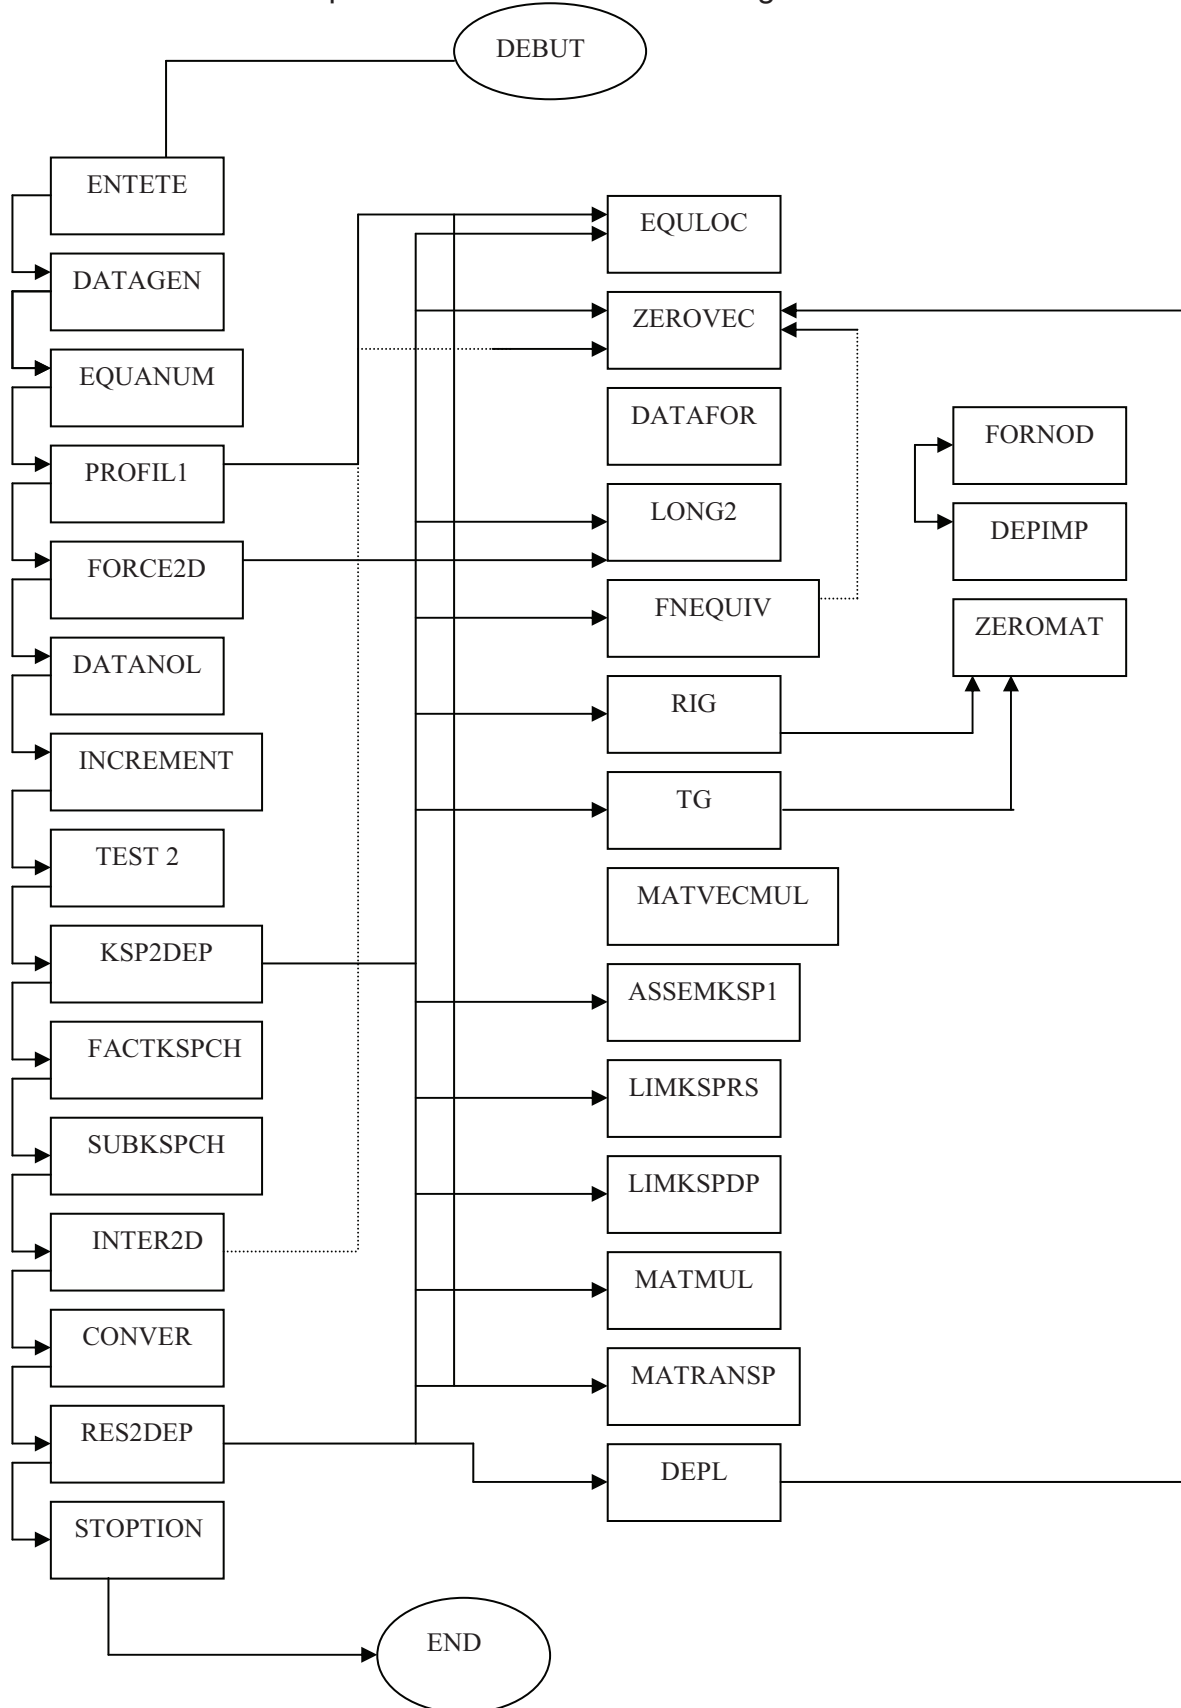 DEBUT
ENTETE
DATAGEN
EQUANUM
PROFIL1
FORCE2D
DATANOL
INCREMENT
TEST 2
KSP2DEP
FACTKSPCH
SUBKSPCH
INTER2D
CONVER
RES2DEP
STOPTION
END
EQULOC
ZEROVEC
DATAFOR
LONG2
FNEQUIV
RIG
TG
MATVECMUL
ASSEMKSP1
LIMKSPRS
LIMKSPDP
MATMUL
MATRANSP
DEPL
FORNOD
DEPIMP
ZEROMAT